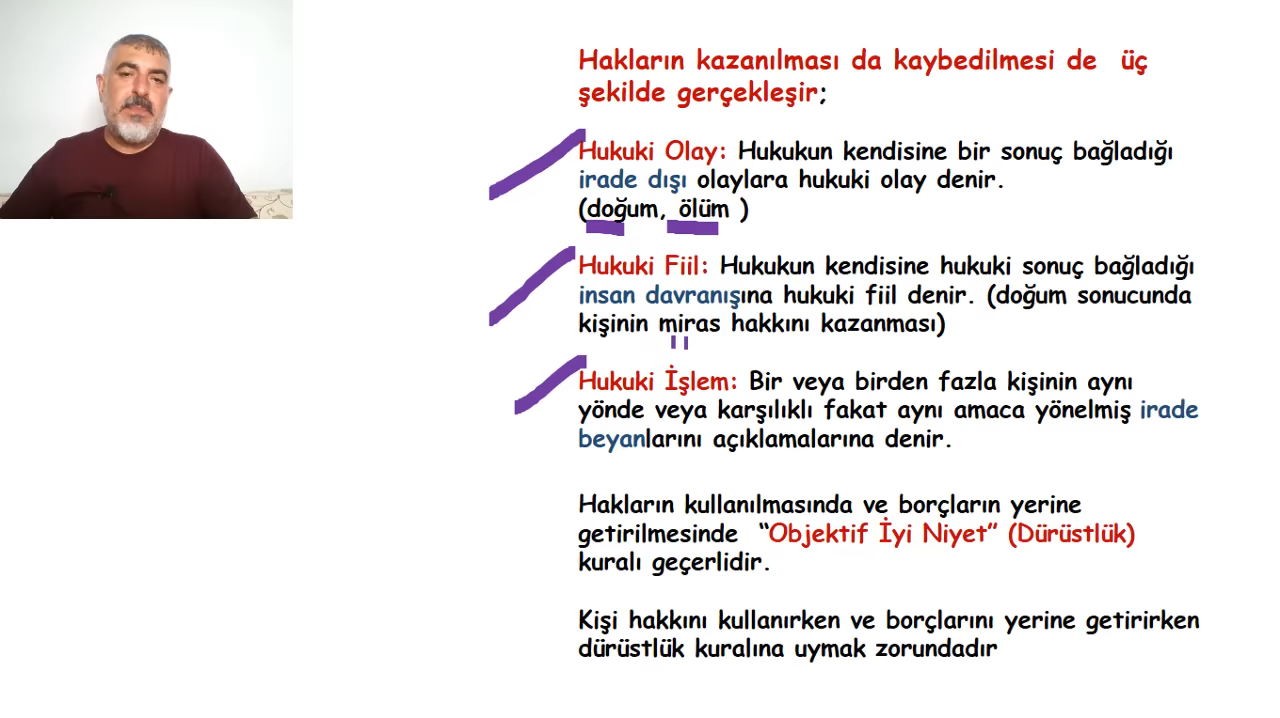 Hakların kazanılması da kaybedilmesi de üç
şekilde gerçekleşir;
Hukuki Olay: Hukukun kendisine bir sonuç bağladığı
irade dışı olaylara hukuki olay denir.
(doğum, ölüm )
Hukuki Fiil: Hukukun kendisine hukuki sonuç bağladığı
insan davranışına hukuki fiil denir. (doğum sonucunda
kişinin miras hakkını kazanması)
Hukuki İşlem: Bir veya birden fazla kişinin aynı
yönde veya karşılıklı fakat aynı amaca yönelmiş irade
beyanlarını açıklamalarına denir.
Hakların kullanılmasında ve borçların yerine
getirilmesinde “Objektif İyi Niyet” (Dürüstlük)
kuralı geçerlidir.
Kişi hakkını kullanırken ve borçlarını yerine getirirken
dürüstlük kuralına uymak zorundadır